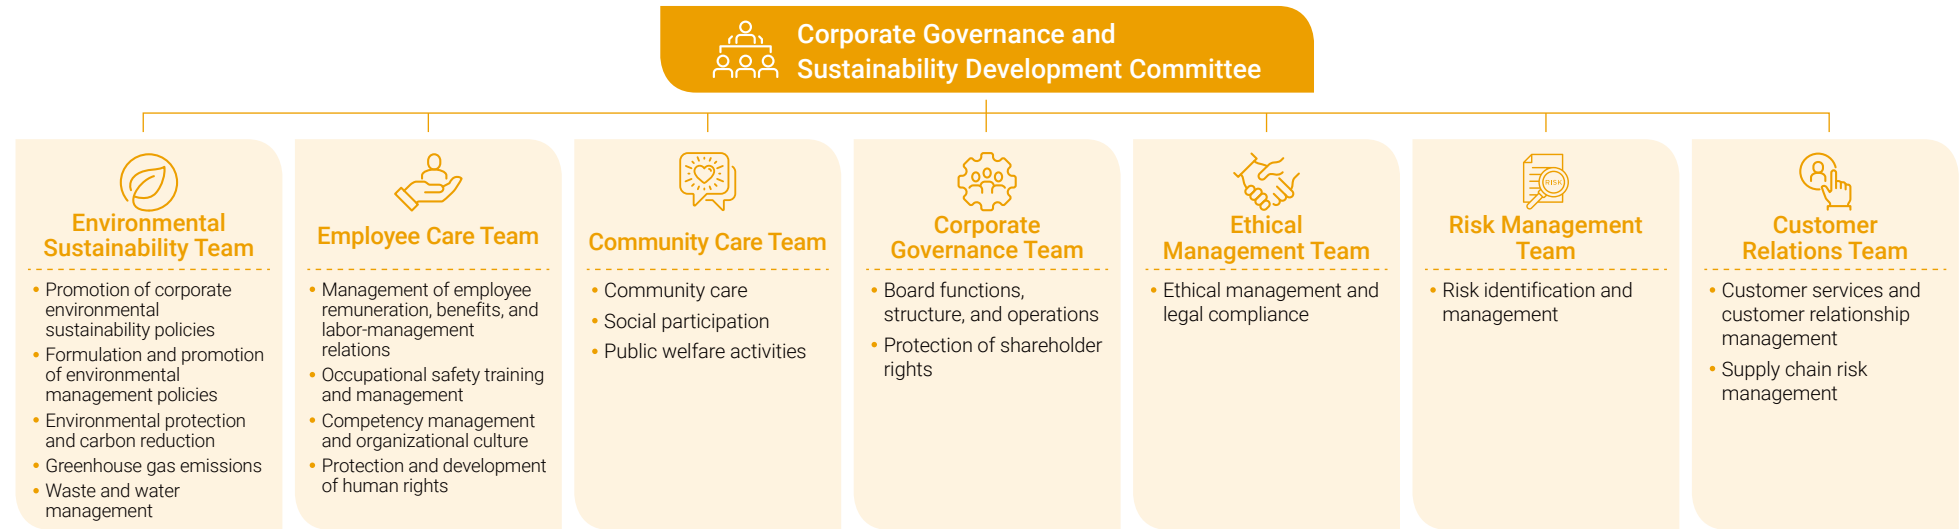 Corporate Governance and
Sustainability Development Committee
Environmental
Sustainability Team
• Promotion of corporate
environmental
sustainability policies
• Formulation and promotion
of environmental
management policies
• Environmental protection
and carbon reduction
• Greenhouse gas emissions
• Waste and water
management
Employee Care Team
• Management of employee
remuneration, benefits, and
labor-management
relations
• Occupational safety training
and management
• Competency management
and organizational culture
• Protection and development
of human rights
Community Care Team
• Community care
• Social participation
• Public welfare activities
Corporate
Governance Team
• Board functions,
structure, and operations
• Protection of shareholder
rights
Ethical
Management Team
• Ethical management and
legal compliance
RISK
Risk Management
Team
• Risk identification and
management
Customer
Relations Team
• Customer services and
customer relationship
management
• Supply chain risk
management